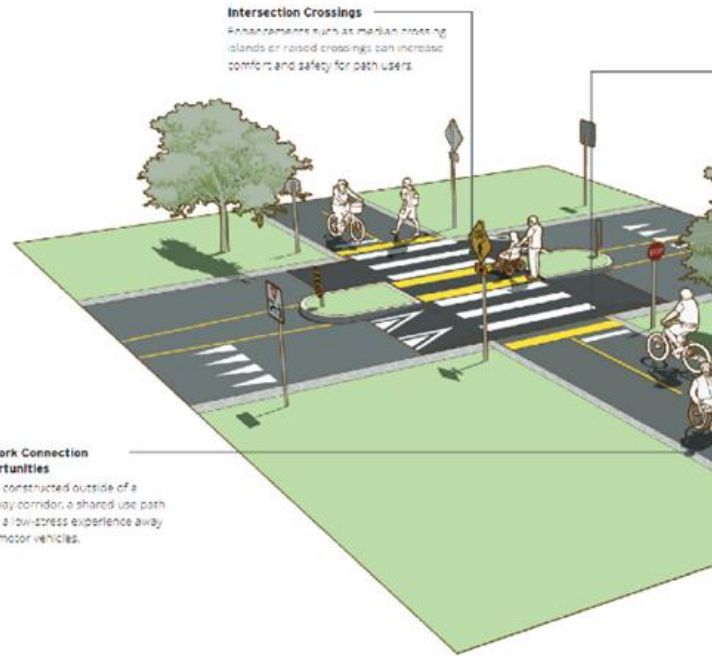 Intersection Crossings
Enhancements such as median crossing
islands or raised crossings can increase
comfort and safety for path users.
STOP
ork Connection
rtunities
constructed outside of a
ay corridor, a shared use path
a low-stress experience away
motor vehicles.